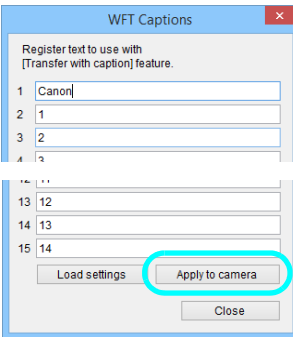 WFT Captions
Register text to use with
[Transfer with caption] feature.
1 Canon
2 1
3 2
4 3
12 11
13 12
14 13
15 14
Load settings Apply to camera
Close